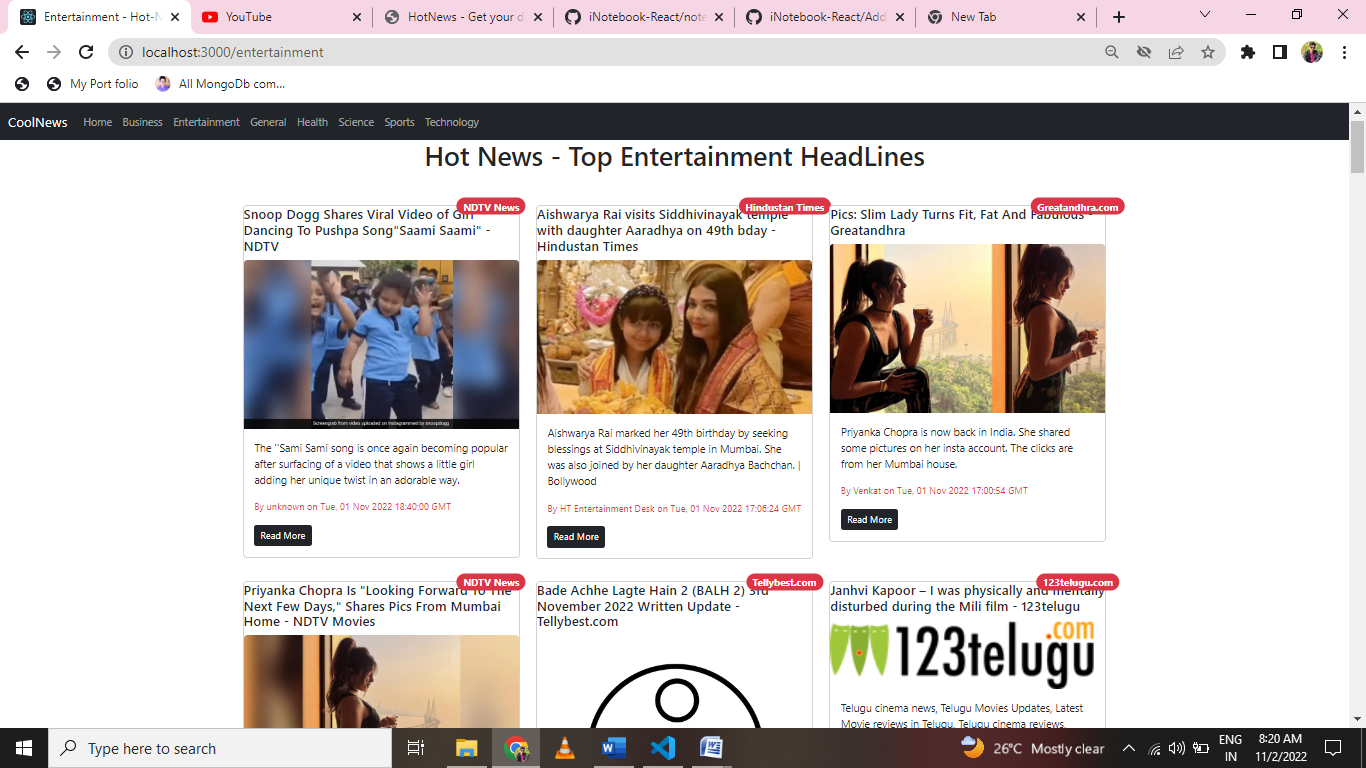 Entertainment - Hot-N
YouTube
HotNews - Get your d
iNotebook-React/note
iNotebook-React/Add
New Tab
localhost:3000/entertainment
My Port folio
All MongoDb com...
CoolNews Home Business Entertainment General Health Science Sports Technology
Hot News - Top Entertainment HeadLines
NDTV News
Snoop Dogg Shares Viral Video of Girl
Dancing To Pushpa Song"Saami Saami" -
NDTV
Screengrab from video uploaded on Instagrammed by snoopdogg
The ''Sami Sami song is once again becoming popular
after surfacing of a video that shows a little girl
adding her unique twist in an adorable way.
By unknown on Tue, 01 Nov 2022 18:40:00 GMT
Read More
Hindustan Times
Aishwarya Rai visits Siddhivinayak temple
with daughter Aaradhya on 49th bday -
Hindustan Times
Aishwarya Rai marked her 49th birthday by seeking
blessings at Siddhivinayak temple in Mumbai. She
was also joined by her daughter Aaradhya Bachchan. |
Bollywood
By HT Entertainment Desk on Tue, 01 Nov 2022 17:06:24 GMT
Read More
Greatandhra.com
Pics: Slim Lady Turns Fit, Fat And Fabulous -
Greatandhra
Priyanka Chopra is now back in India. She shared
some pictures on her insta account. The clicks are
from her Mumbai house.
By Venkat on Tue, 01 Nov 2022 17:00:54 GMT
Read More
NDTV News
Priyanka Chopra Is "Looking Forward To The
Next Few Days," Shares Pics From Mumbai
Home - NDTV Movies
Tellybest.com
Bade Achhe Lagte Hain 2 (BALH 2) 3rd
November 2022 Written Update -
Tellybest.com
123telugu.com
Janhvi Kapoor – I was physically and mentally
disturbed during the Mili film - 123telugu
123telugu
.com
Telugu cinema news, Telugu Movies Updates, Latest
Movie reviews in Telugu, Telugu cinema reviews,
Type here to search
26°C Mostly clear
ENG
IN
8:20 AM
11/2/2022